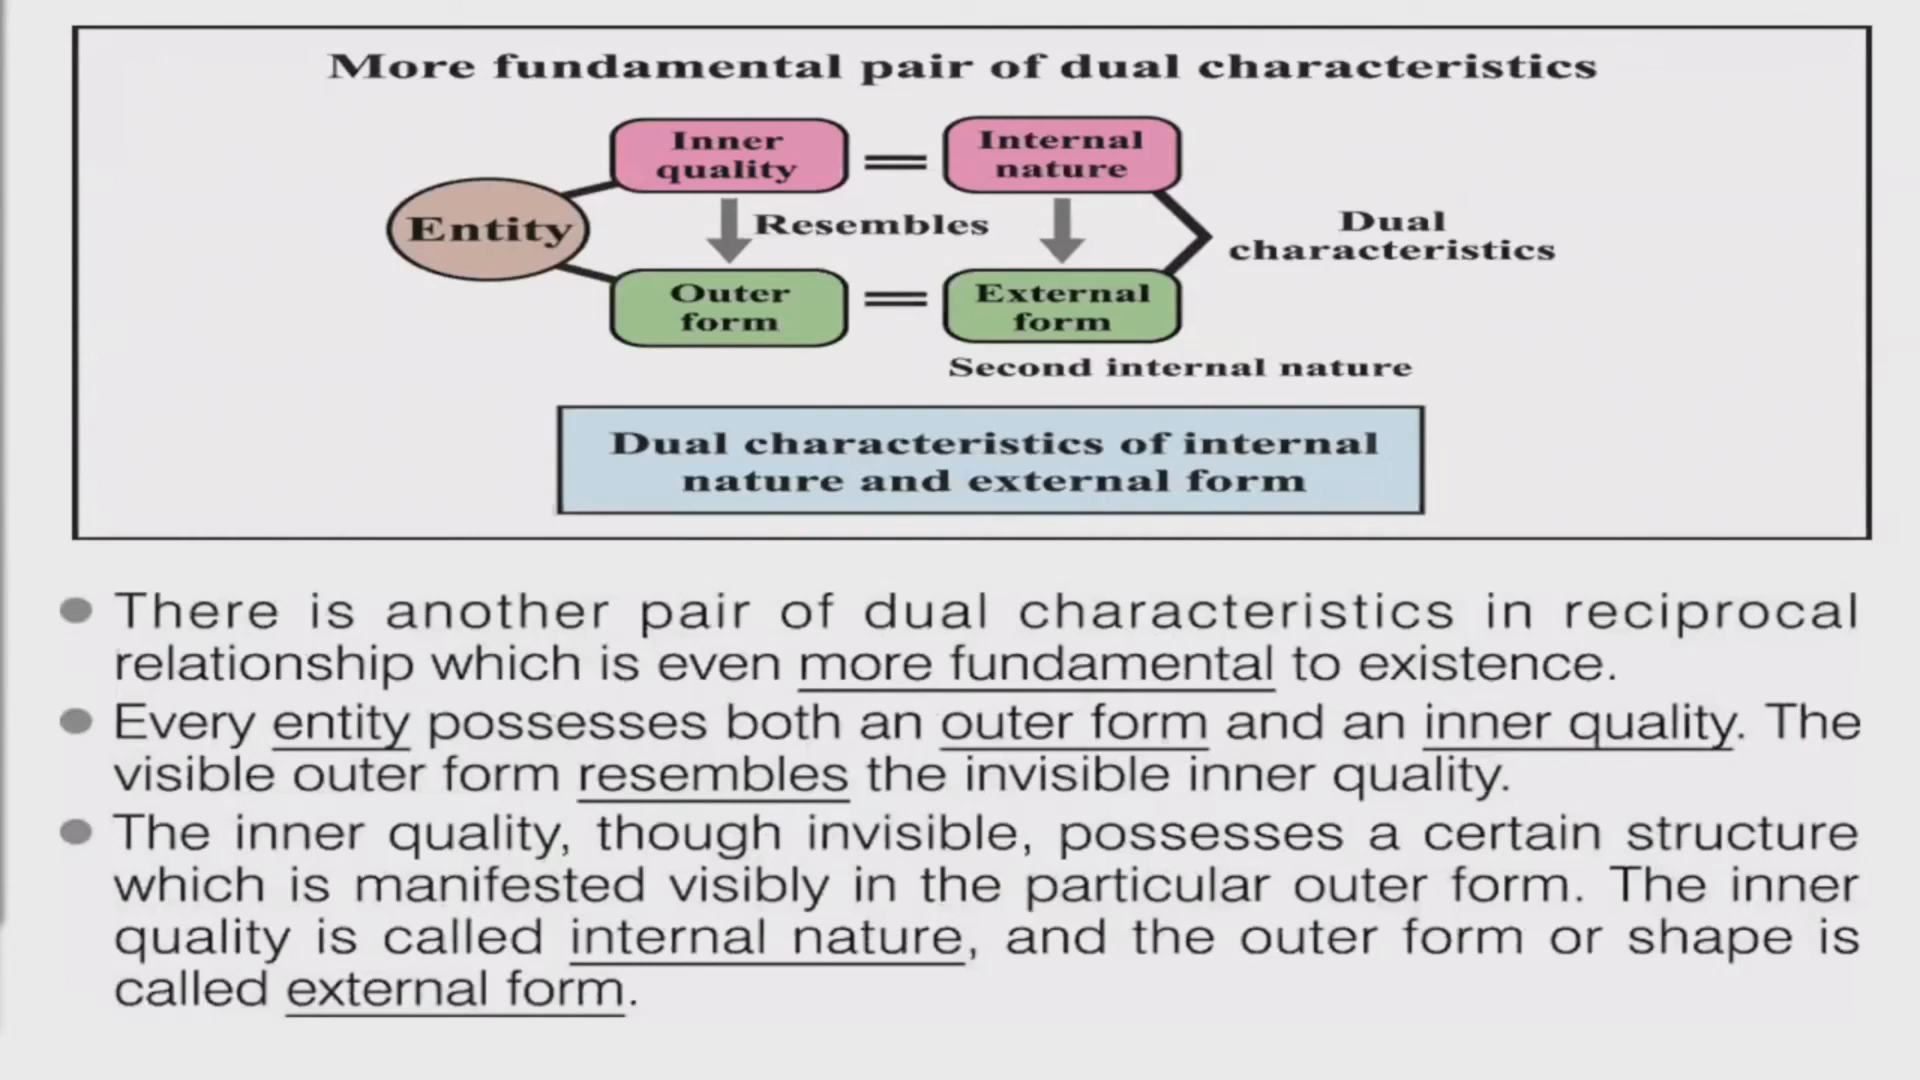 More fundamental pair of dual characteristics
Inner
quality
=
Internal
nature
Entity
Resembles
Dual
characteristics
Outer
form
=
External
form
Second internal nature
Dual characteristics of internal
nature and external form
There is another pair of dual characteristics in reciprocal
relationship which is even more fundamental to existence.
Every entity possesses both an outer form and an inner quality. The
visible outer form resembles the invisible inner quality.
The inner quality, though invisible, possesses a certain structure
which is manifested visibly in the particular outer form. The inner
quality is called internal nature, and the outer form or shape is
called external form.